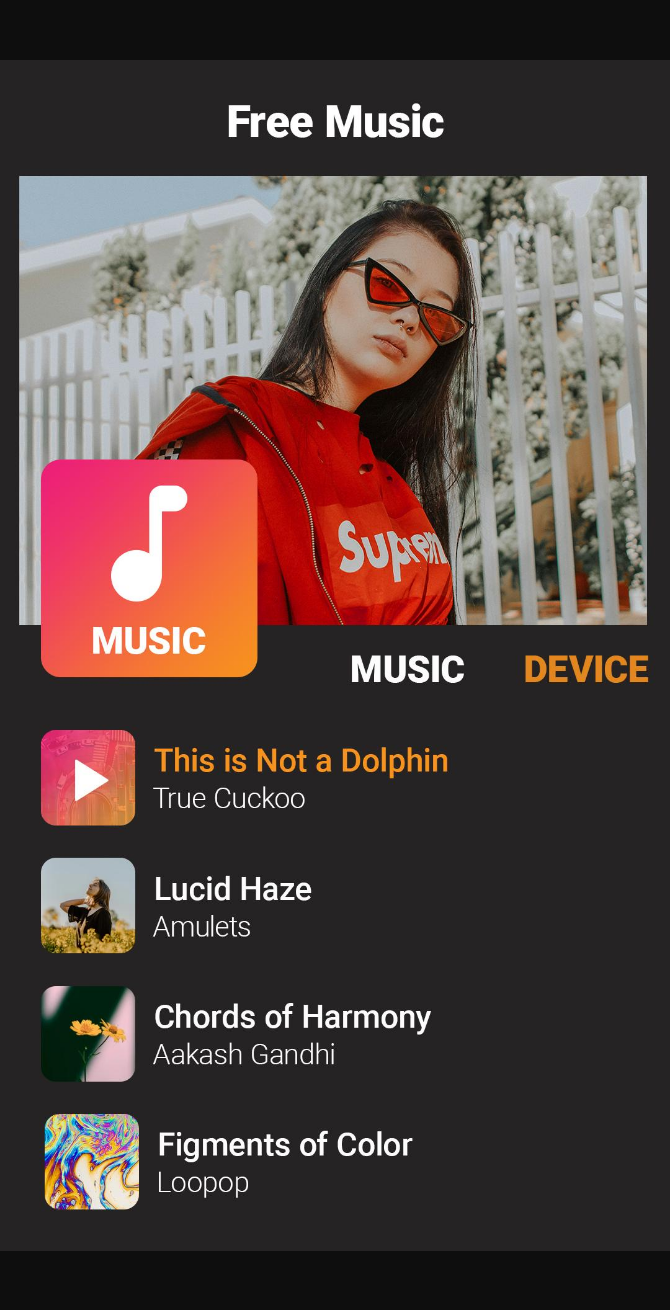 Free Music
Suprem
MUSIC
MUSIC DEVICE
This is Not a Dolphin
True Cuckoo
Lucid Haze
Amulets
Chords of Harmony
Aakash Gandhi
Figments of Color
Loopop